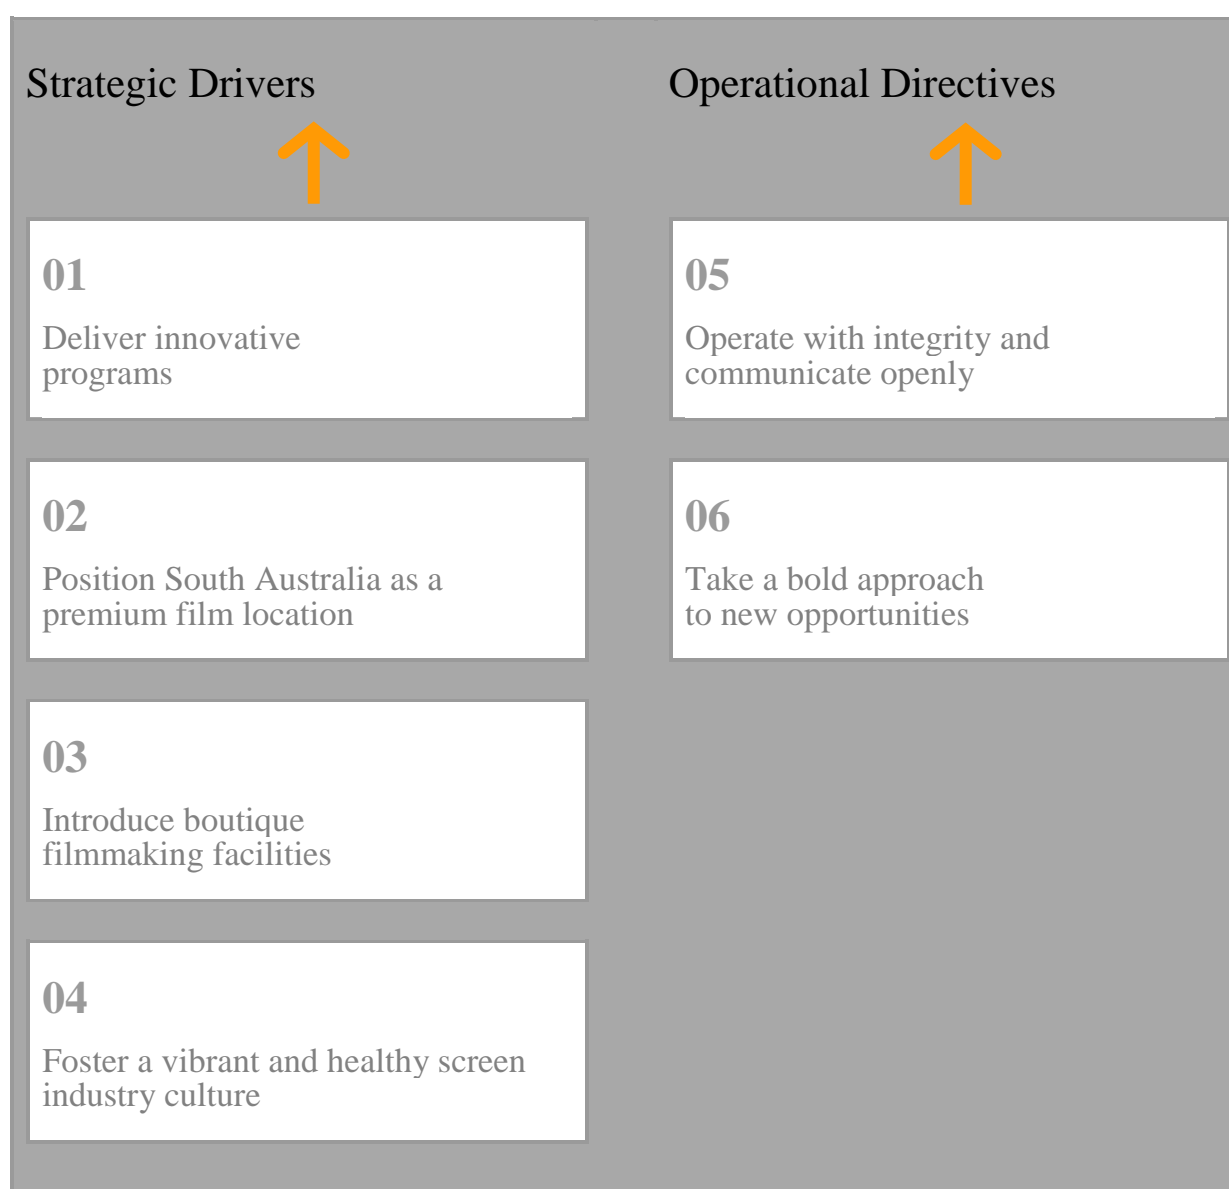 Strategic Drivers
01
Deliver innovative
programs
02
Position South Australia as a
premium film location
03
Introduce boutique
filmmaking facilities
04
Foster a vibrant and healthy screen
industry culture
Operational Directives
05
Operate with integrity and
communicate openly
06
Take a bold approach
to new opportunities